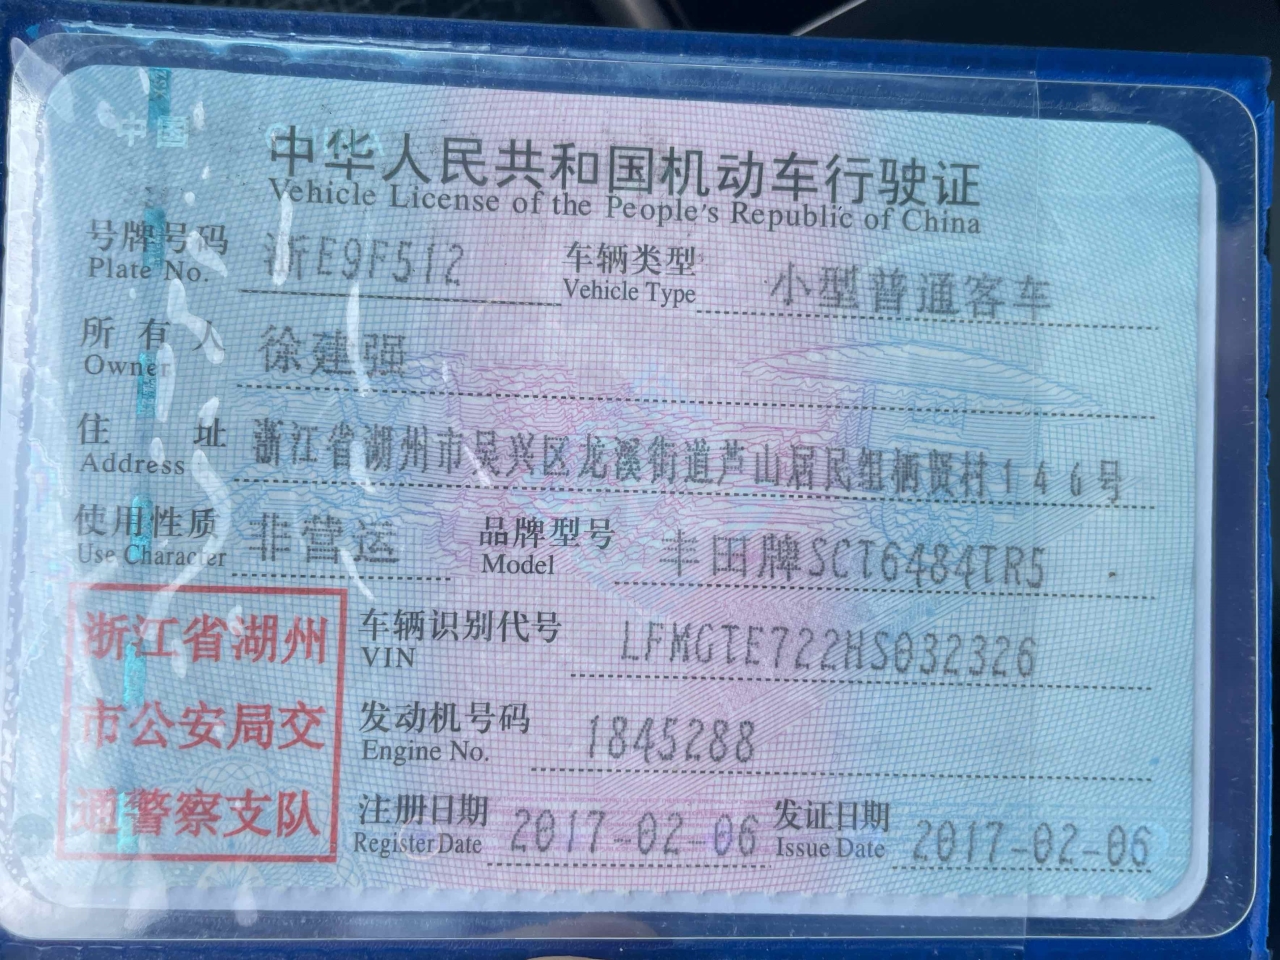 中国
中华人民共和国机动车行驶证
Vehicle License of the People's Republic of China
号牌号码 浙E9F512 车辆类型 小型普通客车
Plate No. Vehicle Type
所有人 徐建强
Owner
住址 浙江省湖州市吴兴区龙溪街道芦山居民组栖贤村146号
Address
使用性质 非营运 品牌型号 丰田牌SCT6484TR5
Use Character Model
浙江省湖州
市公安局交
通警察支队
车辆识别代号 LFMGTE722HS032326
VIN
发动机号码 1845288
Engine No.
注册日期 2017-02-06 发证日期 2017-02-06
Register Date Issue Date